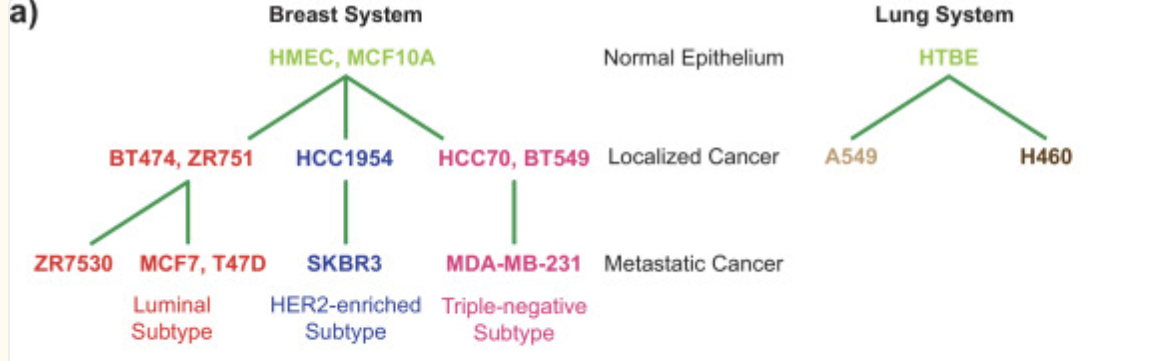 a)
Breast System
Lung System
HMEC, MCF10A
Normal Epithelium
HTBE
BT474, ZR751
HCC1954
HCC70, BT549
Localized Cancer
A549
H460
ZR7530
MCF7, T47D
SKBR3
MDA-MB-231
Metastatic Cancer
Luminal
Subtype
HER2-enriched
Subtype
Triple-negative
Subtype